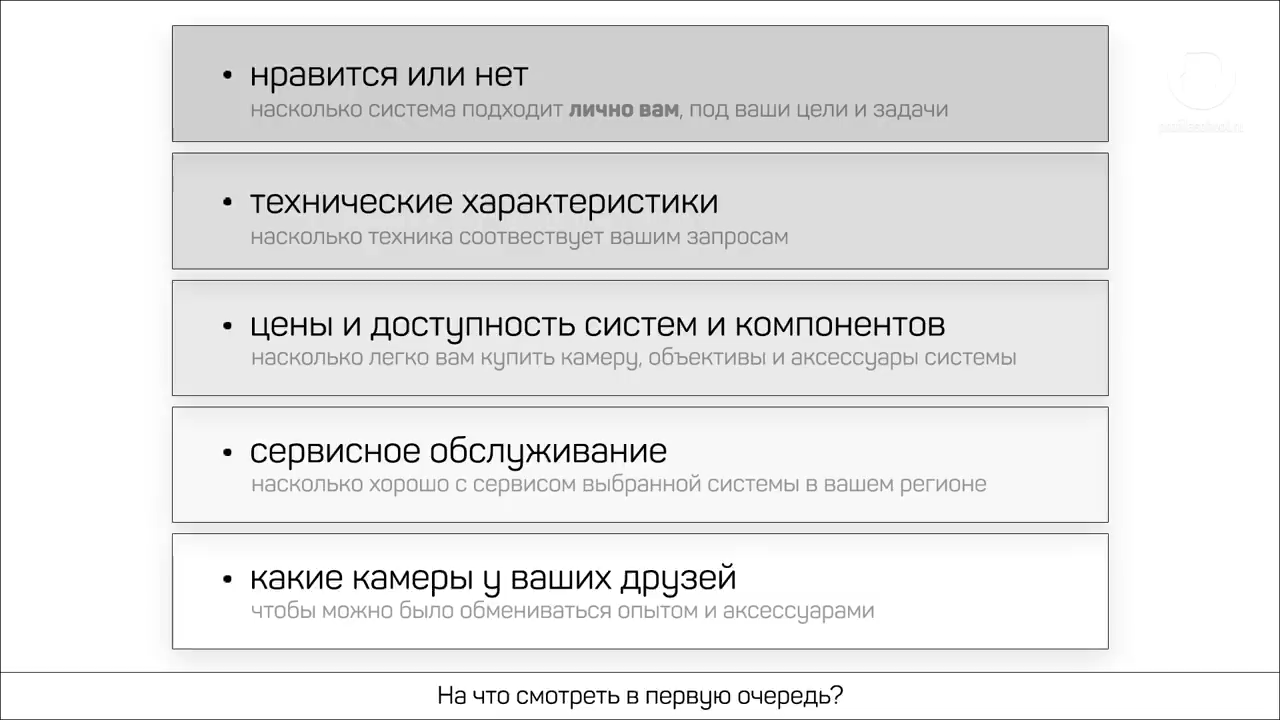 • нравится или нет
насколько система подходит лично вам, под ваши цели и задачи
• технические характеристики
насколько техника соотвествует вашим запросам
• цены и доступность систем и компонентов
насколько легко вам купить камеру, объективы и аксессуары системы
• сервисное обслуживание
насколько хорошо с сервисом выбранной системы в вашем регионе
• какие камеры у ваших друзей
чтобы можно было обмениваться опытом и аксессуарами
На что смотреть в первую очередь?